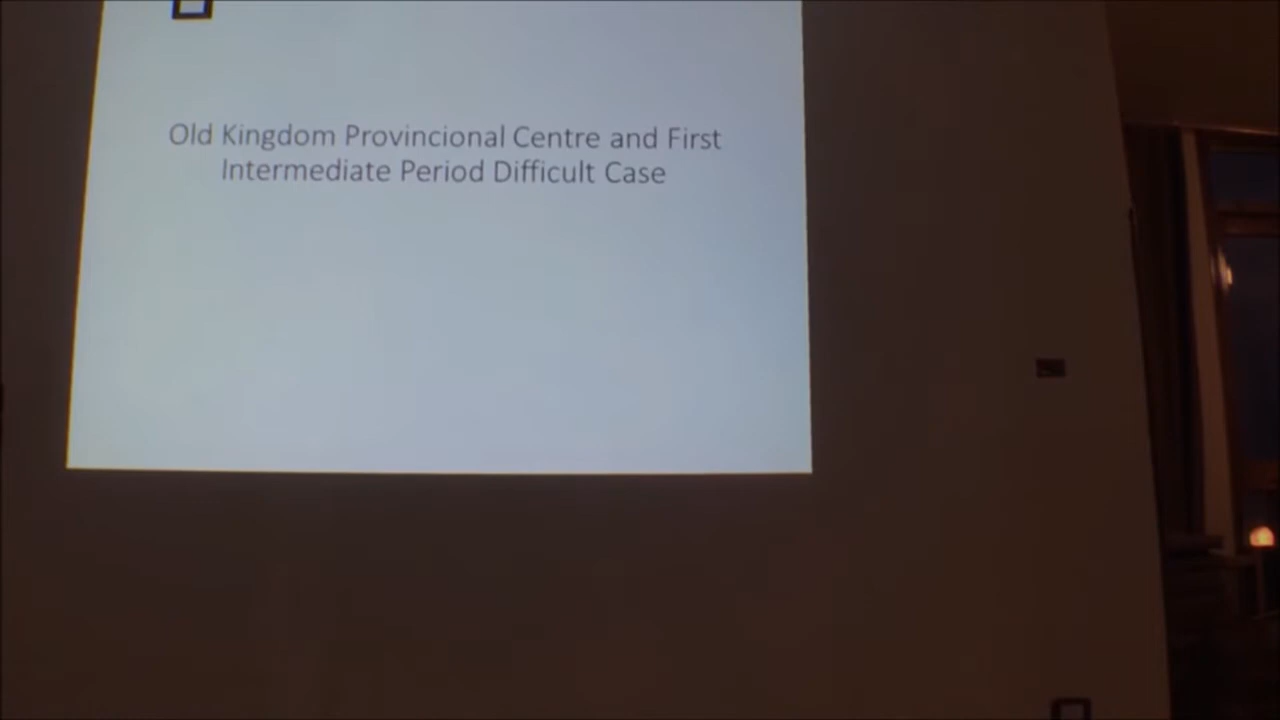 Old Kingdom Provincional Centre and First
Intermediate Period Difficult Case